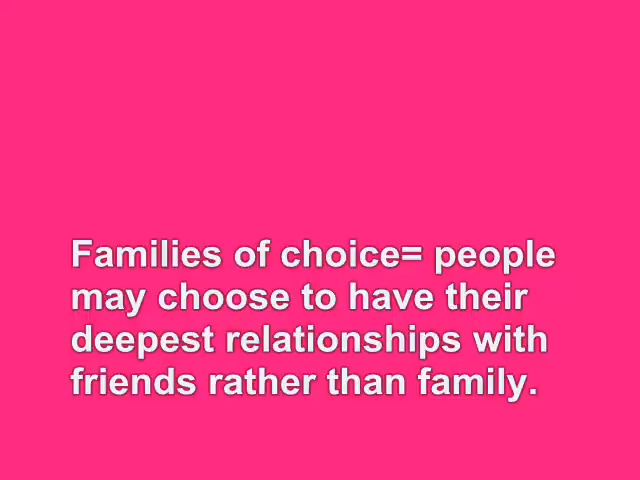 Families of choice= people
may choose to have their
deepest relationships with
friends rather than family.